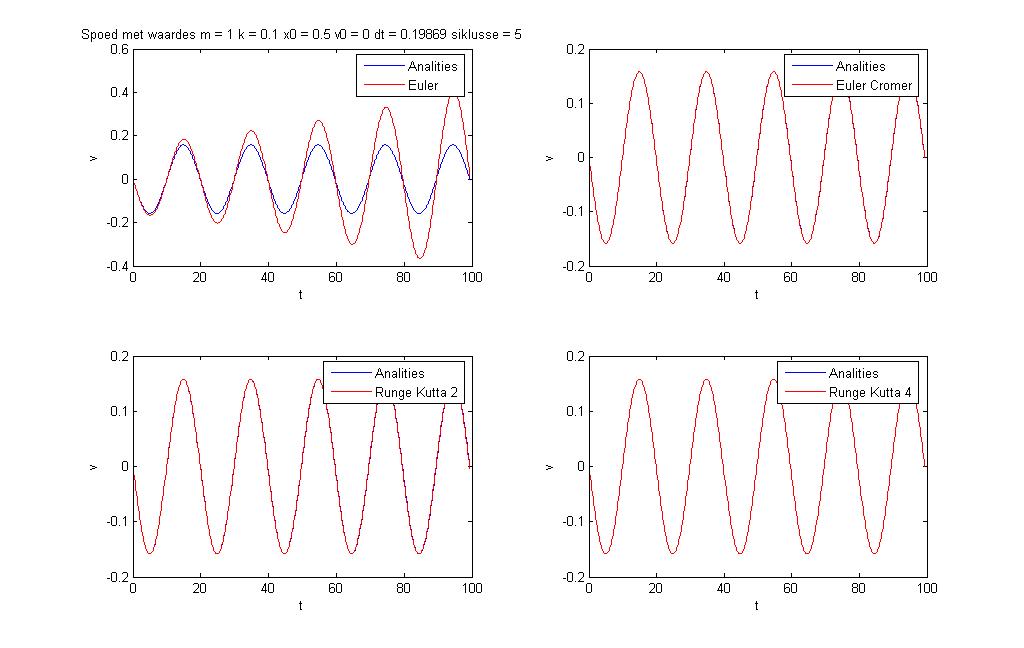 Spoed met waardes m = 1 k = 0.1 x0 = 0.5 v0 = 0 dt = 0.19869 siklusse = 5
0.6
0.4
0.2
0
-0.2
-0.4
v
0 20 40 60 80 100
t
Analities
Euler
0.2
0.1
0
-0.1
-0.2
v
0 20 40 60 80 100
t
Analities
Euler Cromer
0.2
0.1
0
-0.1
-0.2
v
0 20 40 60 80 100
t
Analities
Runge Kutta 2
0.2
0.1
0
-0.1
-0.2
v
0 20 40 60 80 100
t
Analities
Runge Kutta 4